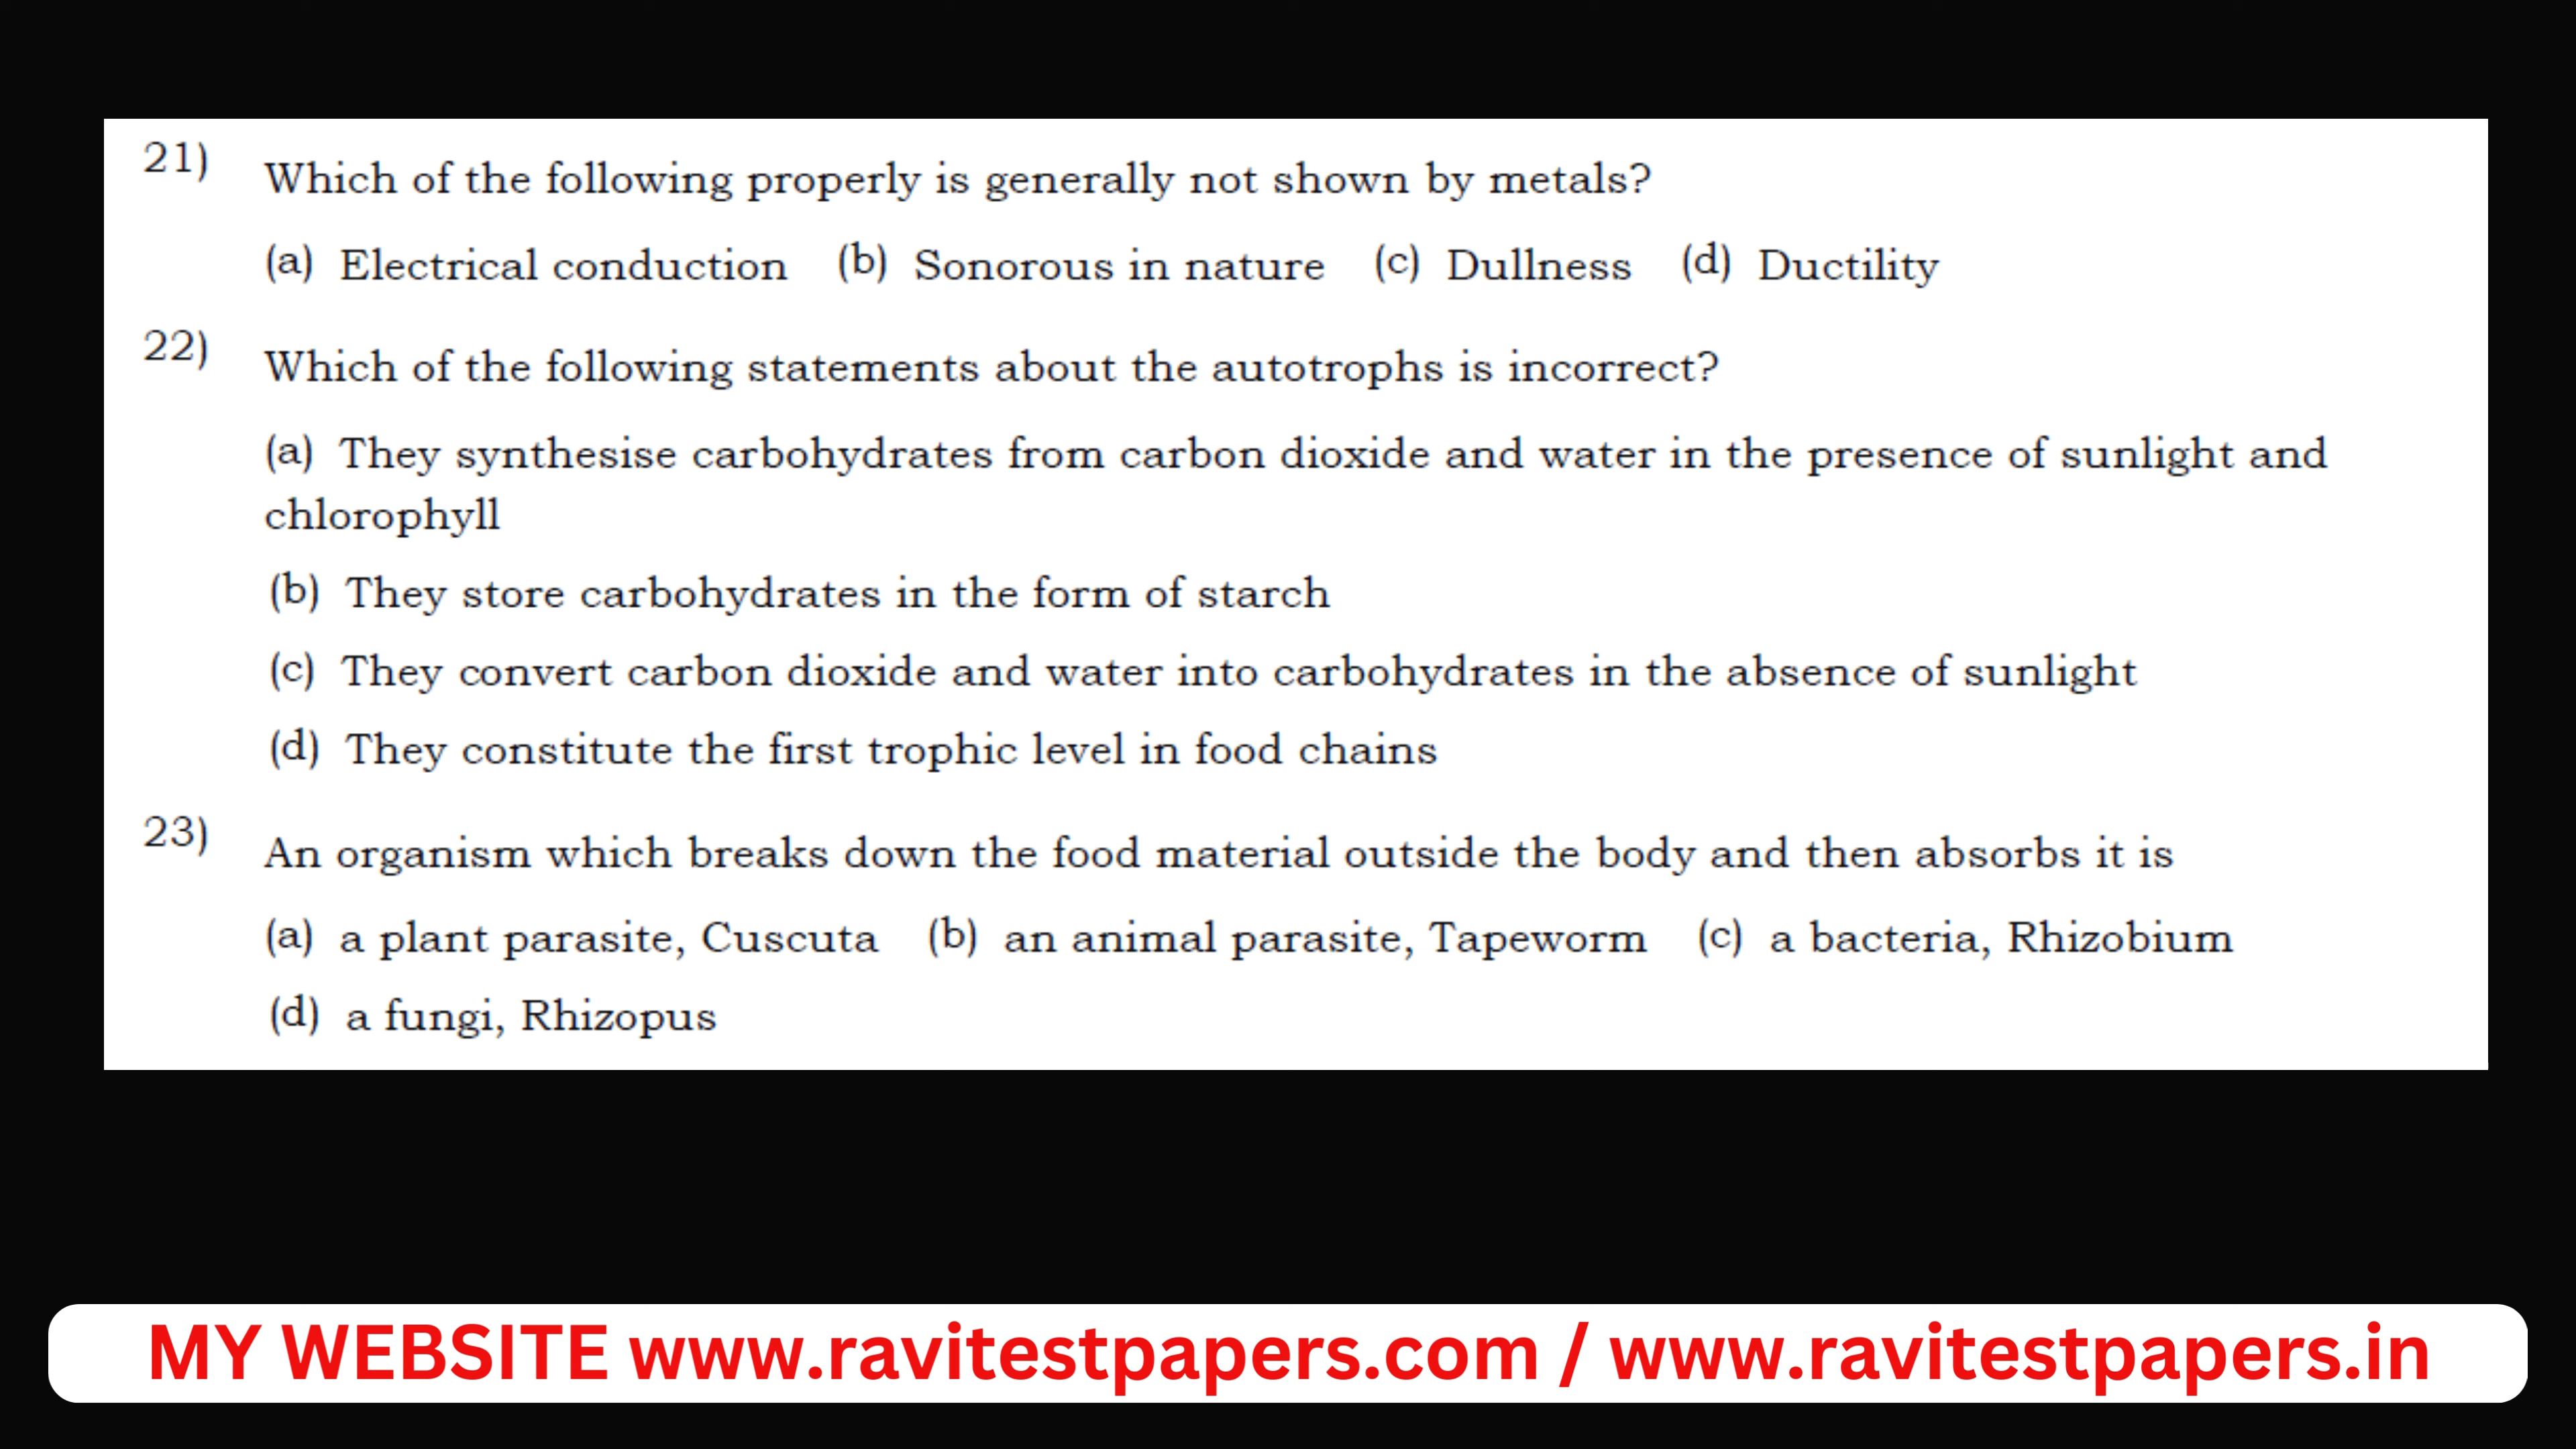 21) Which of the following properly is generally not shown by metals?
(a) Electrical conduction (b) Sonorous in nature (c) Dullness (d) Ductility
22) Which of the following statements about the autotrophs is incorrect?
(a) They synthesise carbohydrates from carbon dioxide and water in the presence of sunlight and
chlorophyll
(b) They store carbohydrates in the form of starch
(c) They convert carbon dioxide and water into carbohydrates in the absence of sunlight
(d) They constitute the first trophic level in food chains
23) An organism which breaks down the food material outside the body and then absorbs it is
(a) a plant parasite, Cuscuta (b) an animal parasite, Tapeworm (c) a bacteria, Rhizobium
(d) a fungi, Rhizopus
MY WEBSITE www.ravitestpapers.com / www.ravitestpapers.in